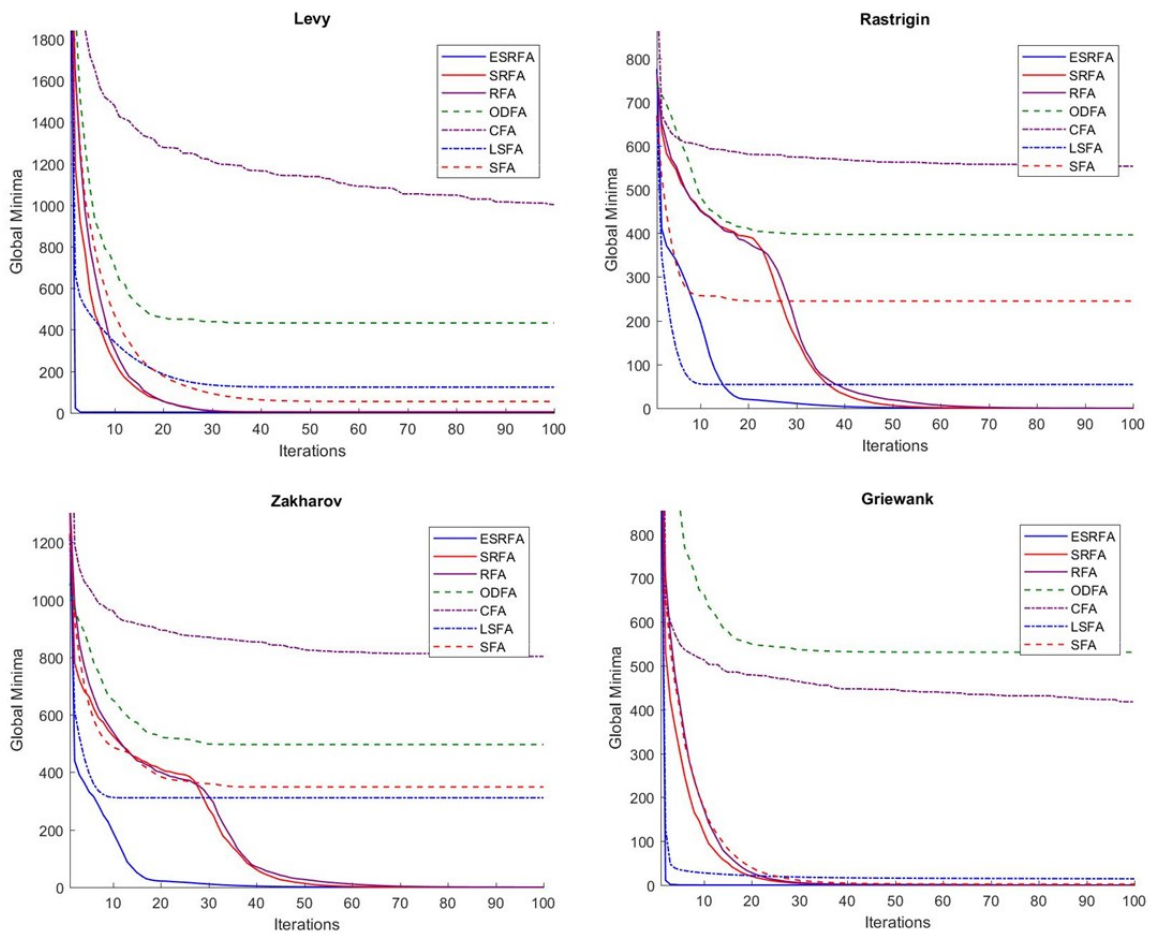 Levy
Global Minima
1800
1600
1400
1200
1000
800
600
400
200
0
10 20 30 40 50 60 70 80 90 100
Iterations
ESRFA
SRFA
RFA
ODFA
CFA
LSFA
SFA
Rastrigin
Global Minima
800
700
600
500
400
300
200
100
0
10 20 30 40 50 60 70 80 90 100
Iterations
ESRFA
SRFA
RFA
ODFA
CFA
LSFA
SFA
Zakharov
Global Minima
1200
1000
800
600
400
200
0
10 20 30 40 50 60 70 80 90 100
Iterations
ESRFA
SRFA
RFA
ODFA
CFA
LSFA
SFA
Griewank
Global Minima
800
700
600
500
400
300
200
100
0
10 20 30 40 50 60 70 80 90 100
Iterations
ESRFA
SRFA
RFA
ODFA
CFA
LSFA
SFA